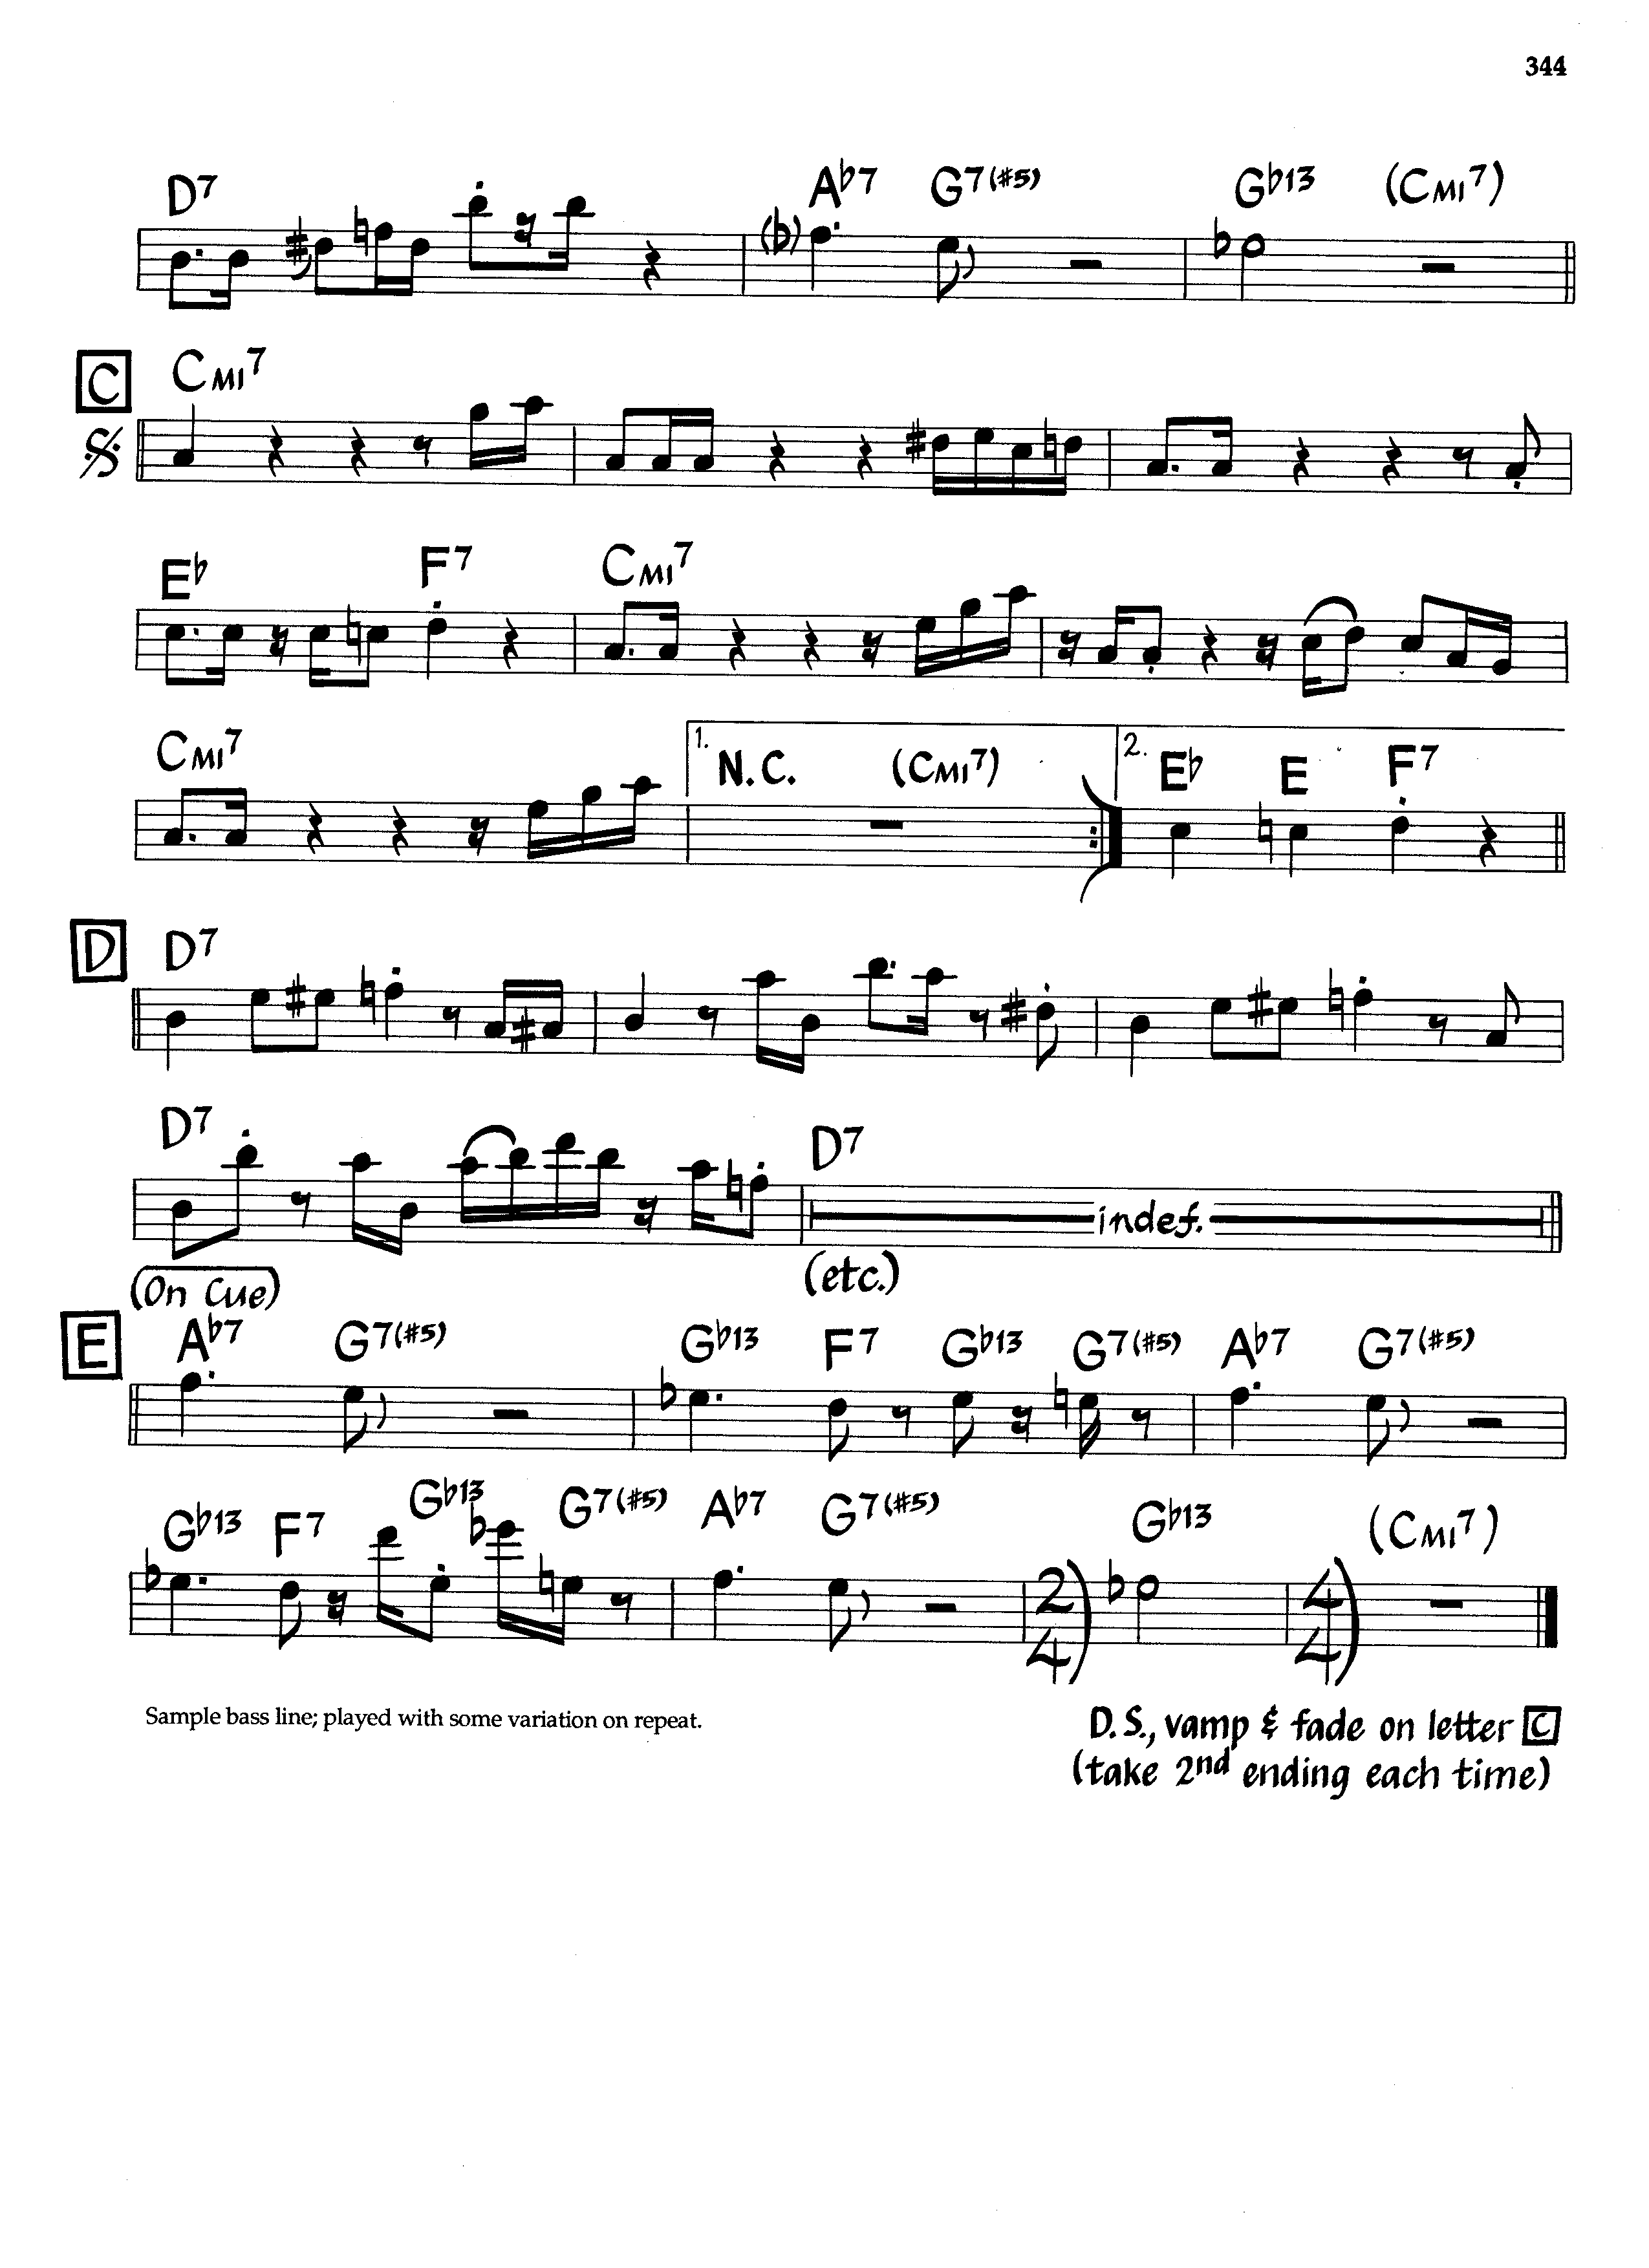 344
D7 A♭7 G7(#5) G♭13 (CMI7)
C CMI7
E♭ F7 CMI7
CMI7 1. N.C. (CMI7) 2. E♭ E F7
D D7
D7 D7
indef.
(On Cue) (etc.)
E A♭7 G7(#5) G♭13 F7 G♭13 G7(#5) A♭7 G7(#5)
G♭13 F7 G♭13 G7(#5) A♭7 G7(#5) G♭13 (CMI7)
2 4
4 4
Sample bass line; played with some variation on repeat.
D.S., vamp & fade on letter C
(take 2nd ending each time)